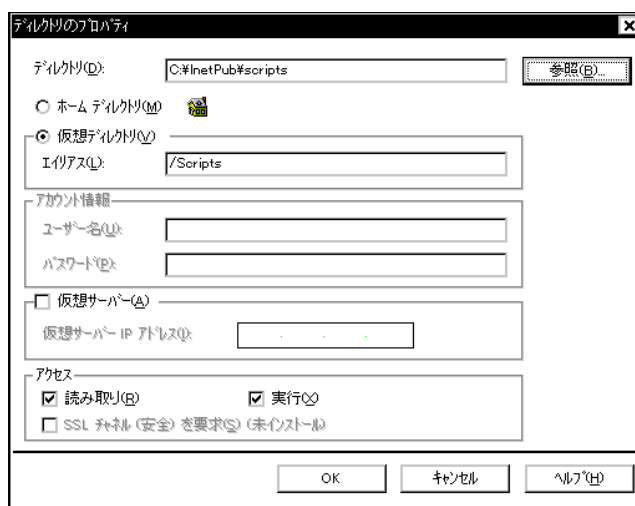 ディレクトリのプロパティ
ディレクトリ(D): C:¥InetPub¥scripts 参照(B)...
ホーム ディレクトリ(M)
仮想ディレクトリ(V)
エイリアス(L): /Scripts
アカウント情報
ユーザー名(U):
パスワード(P):
仮想サーバー(A)
仮想サーバー IP アドレス(I):
アクセス
読み取り(R) 実行(X)
SSL チャネル (安全) を要求(S) (未インストール)
OK キャンセル ヘルプ(H)